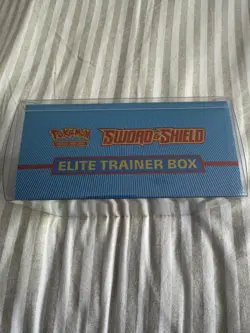 POKÉMON
SWORD & SHIELD
ELITE TRAINER BOX